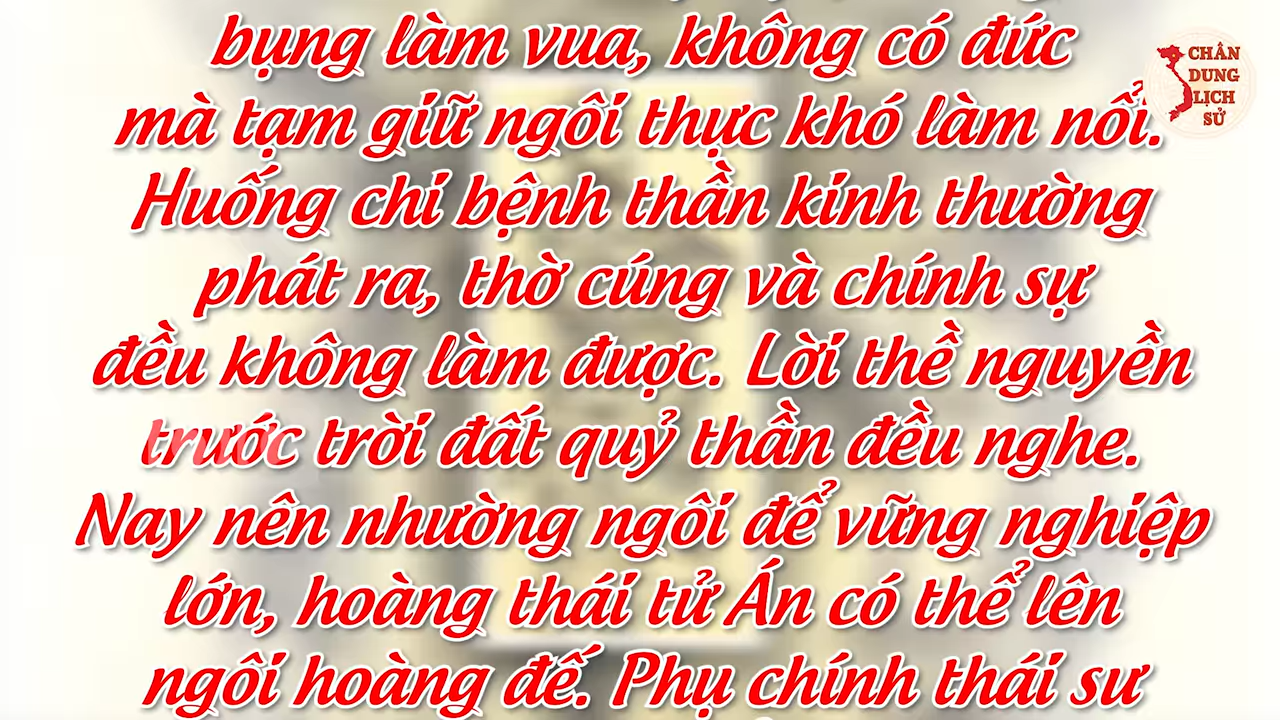 bụng làm vua, không có đức
mà tạm giữ ngôi thực khó làm nổi.
Huống chi bệnh thần kinh thường
phát ra, thờ cúng và chính sự
đều không làm được. Lời thề nguyền
trước trời đất quỷ thần đều nghe.
Nay nên nhường ngôi để vững nghiệp
lớn, hoàng thái tử Án có thể lên
ngôi hoàng đế. Phụ chính thái sư
CHÂN
DUNG
LỊCH
SỬ